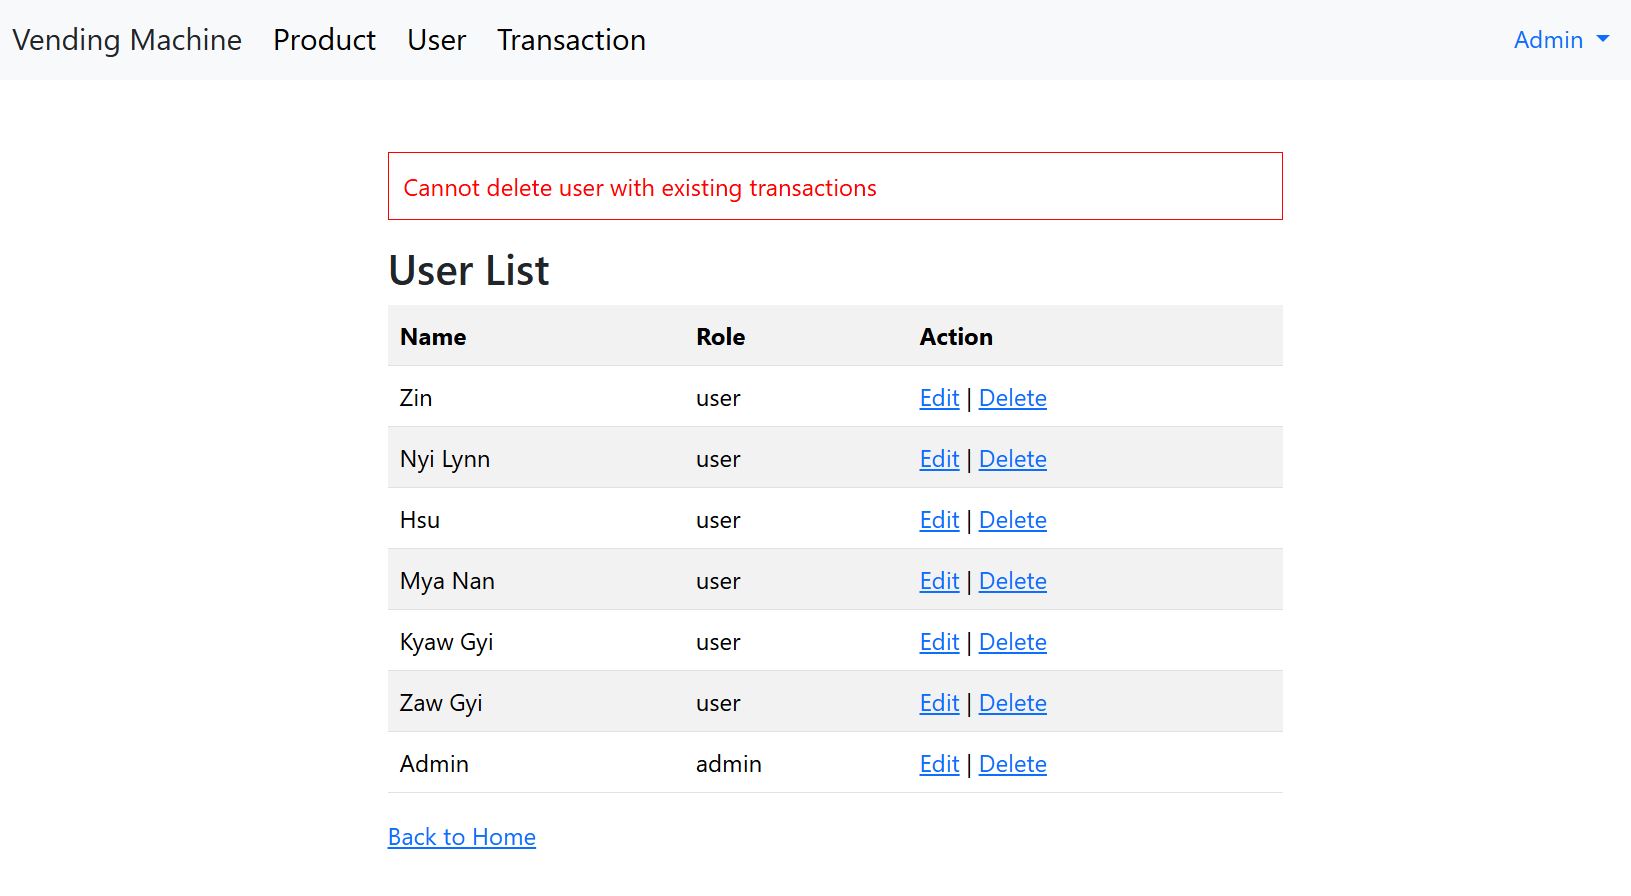 Vending Machine Product User Transaction Admin
Cannot delete user with existing transactions
User List
Name Role Action
Zin user Edit | Delete
Nyi Lynn user Edit | Delete
Hsu user Edit | Delete
Mya Nan user Edit | Delete
Kyaw Gyi user Edit | Delete
Zaw Gyi user Edit | Delete
Admin admin Edit | Delete
Back to Home